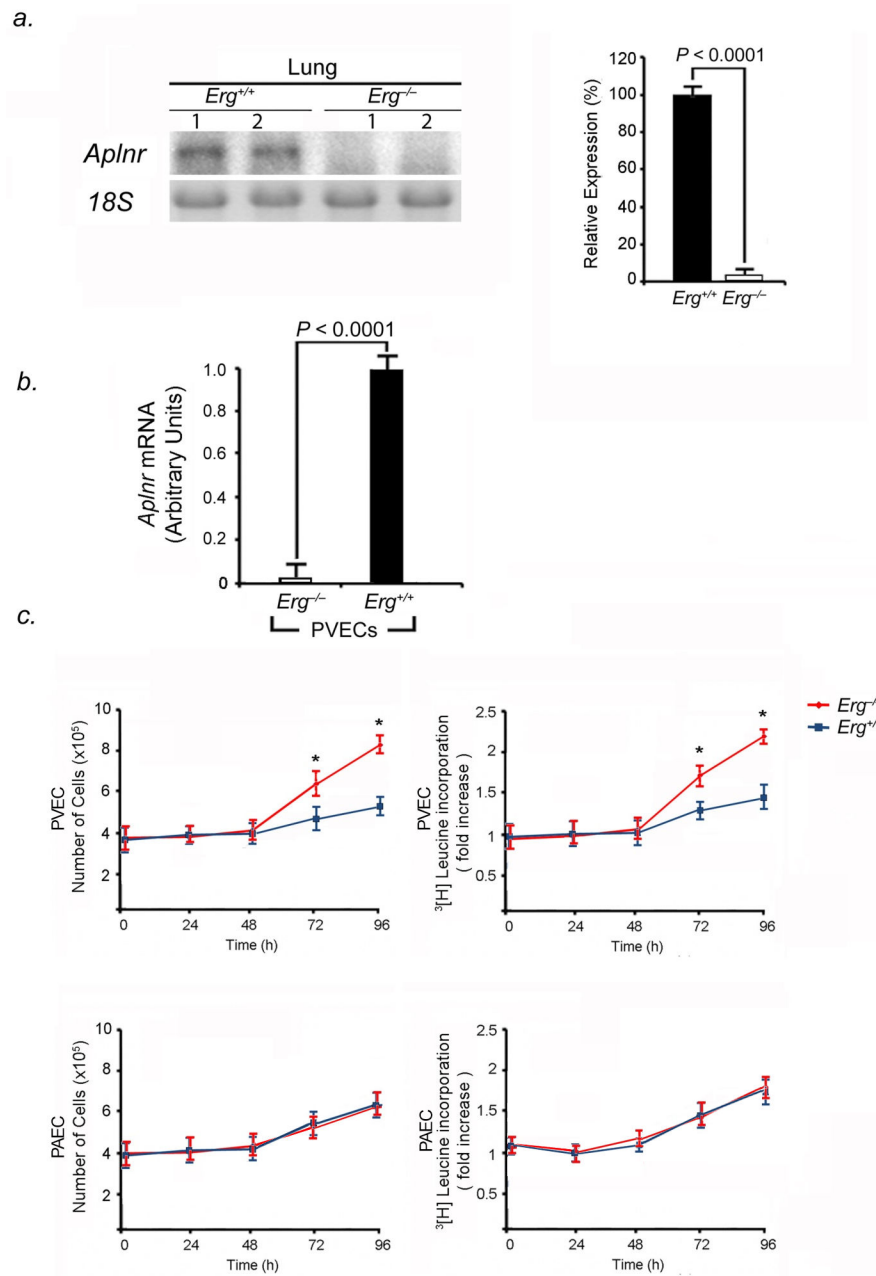 a.
Lung
Erg+/+ Erg–/–
1 2 1 2
Aplnr
18S
P < 0.0001
Relative Expression (%)
120
100
80
60
40
20
0
Erg+/+ Erg–/–
b.
P < 0.0001
Aplnr mRNA
(Arbitrary Units)
1.0
0.8
0.6
0.4
0.2
0
Erg–/– Erg+/+
PVECs
c.
PVEC
Number of Cells (x10⁵)
10
8
6
4
2
* *
0 24 48 72 96
Time (h)
PVEC
³[H] Leucine incorporation
( fold increase )
2.5
2
1.5
1
0.5
* *
0 24 48 72 96
Time (h)
Erg–/
Erg+/
PAEC
Number of Cells (x10⁵)
10
8
6
4
2
0 24 48 72 96
Time (h)
PAEC
³[H] Leucine incorporation
( fold increase )
2.5
2
1.5
1
0.5
0 24 48 72 96
Time (h)